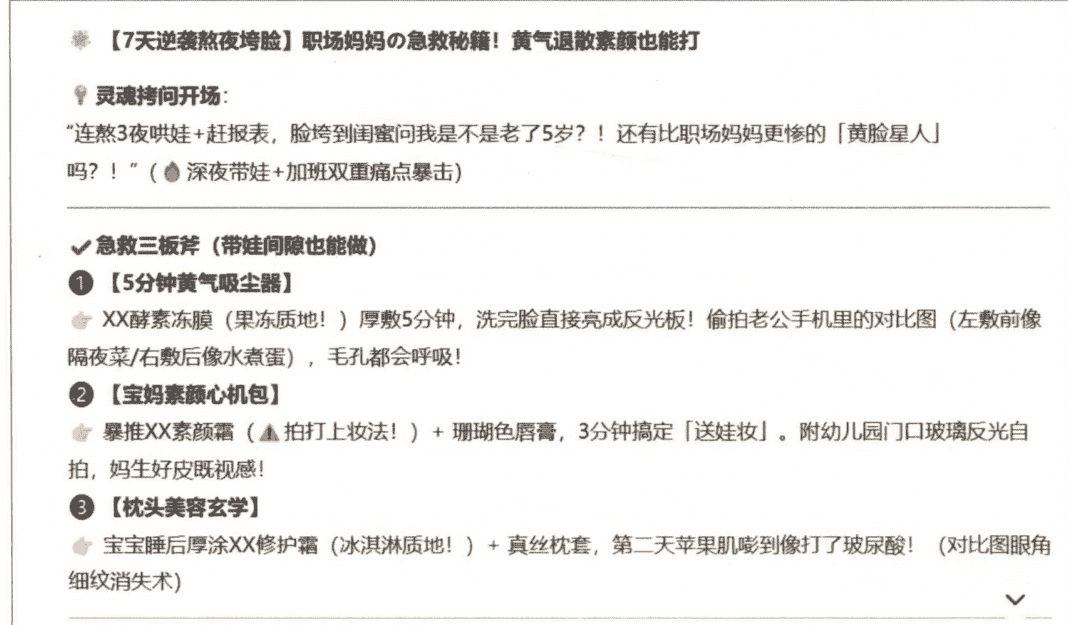 【7天逆袭熬夜垮脸】职场妈妈の急救秘籍！黄气退散素颜也能打
灵魂拷问开场：
“连熬3夜哄娃+赶报表，脸垮到闺蜜问我是不是老了5岁？！还有比职场妈妈更惨的「黄脸星人」
吗？！”（🔥深夜带娃+加班双重痛点暴击）
✓急救三板斧（带娃间隙也能做）
❶【5分钟黄气吸尘器】
👉 XX酵素冻膜（果冻质地！）厚敷5分钟，洗完脸直接亮成反光板！偷拍老公手机里的对比图（左敷前像
隔夜菜/右敷后像水煮蛋），毛孔都会呼吸！
❷【宝妈素颜心机包】
👉 暴推XX素颜霜（⚠拍打上妆法！）+ 珊瑚色唇膏，3分钟搞定「送娃妆」。附幼儿园门口玻璃反光自
拍，妈生好皮既视感！
❸【枕头美容玄学】
👉 宝宝睡后厚涂XX修护霜（冰淇淋质地！）+ 真丝枕套，第二天苹果肌嘭到像打了玻尿酸！（对比图眼角
细纹消失术）